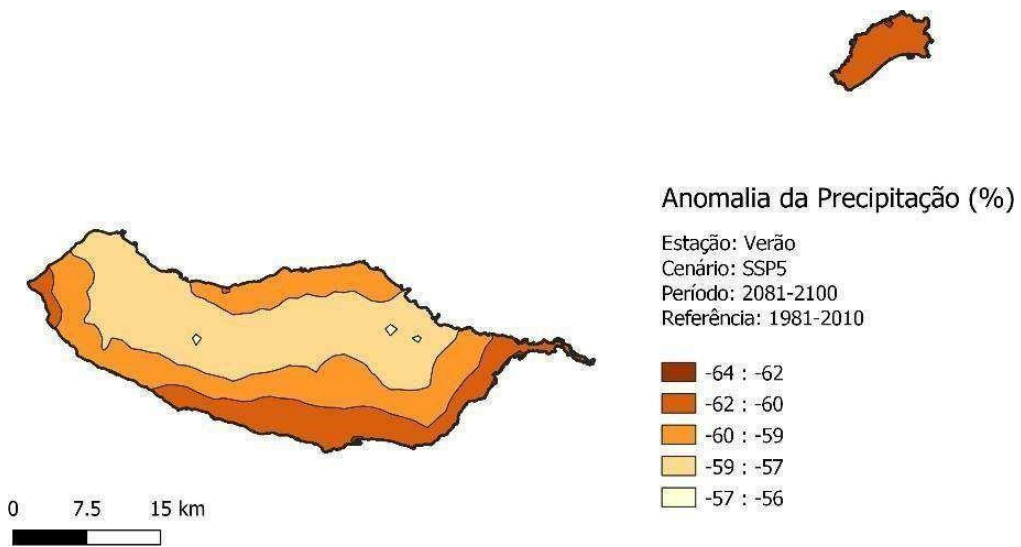 Anomalia da Precipitação (%)
Estação: Verão
Cenário: SSP5
Período: 2081-2100
Referência: 1981-2010
-64 : -62
-62 : -60
-60 : -59
-59 : -57
-57 : -56
0 7.5 15 km